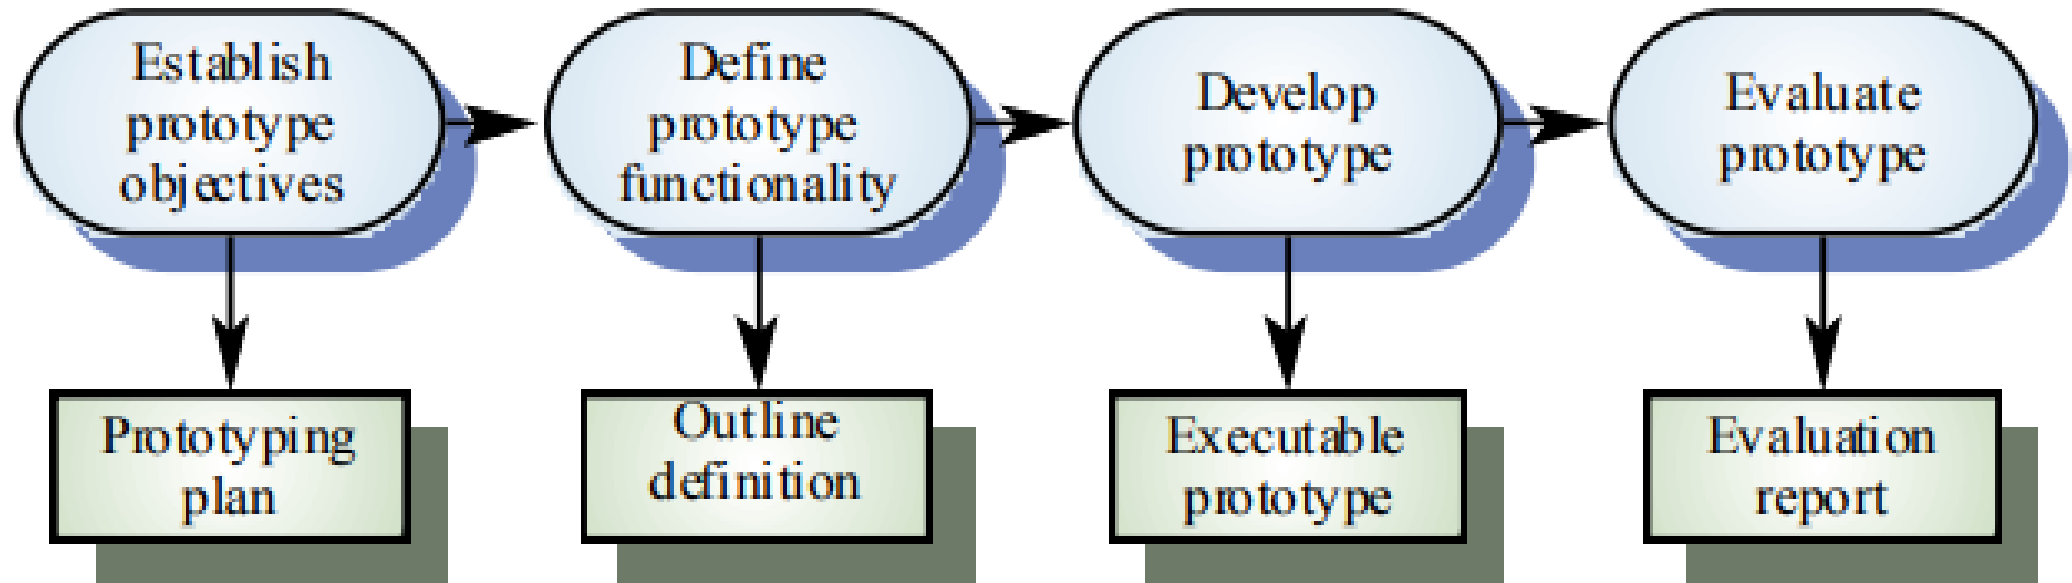 Establish
prototype
objectives
Define
prototype
functionality
Develop
prototype
Evaluate
prototype
Prototyping
plan
Outline
definition
Executable
prototype
Evaluation
report